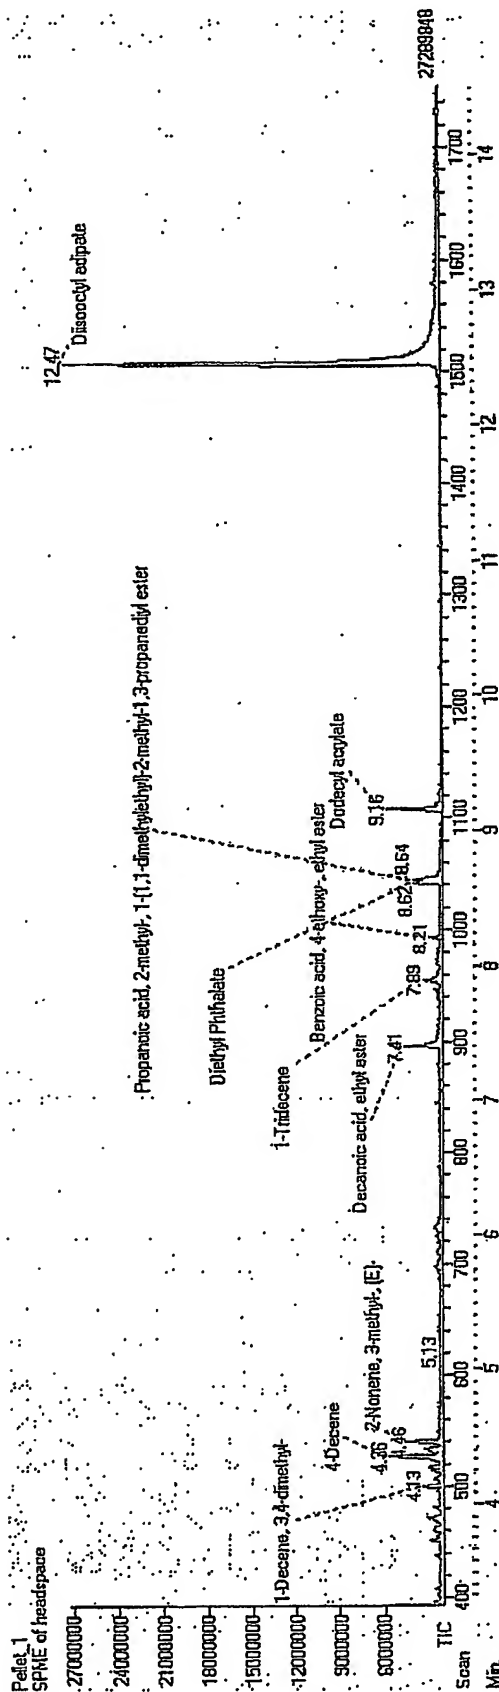 Pellet_1
SPME of headspace
27000000
24000000
21000000
18000000
15000000
12000000
9000000
6000000
TIC
Scan
Min.
1-Decene, 3,4-dimethyl-
4.13
4-Decene
4.36
2-Nonene, 3-methyl-, (E)-
4.46
5.13
Decanoic acid, ethyl ester
7.41
1-Tridecene
7.89
Benzoic acid, 4-ethoxy-, ethyl ester
8.21
Diethyl Phthalate
8.62
Propanoic acid, 2-methyl-, 1-(1,1-dimethylethyl)-2-methyl-1,3-propanediyl ester
8.64
Dodecyl acrylate
9.16
12.47
Diisooctyl adipate
27289848
400 500 600 700 800 900 1000 1100 1200 1300 1400 1500 1600 1700
4 5 6 7 8 9 10 11 12 13 14